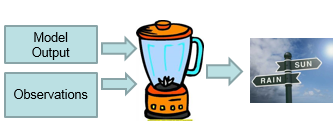 Model
Output
Observations
SUN
RAIN